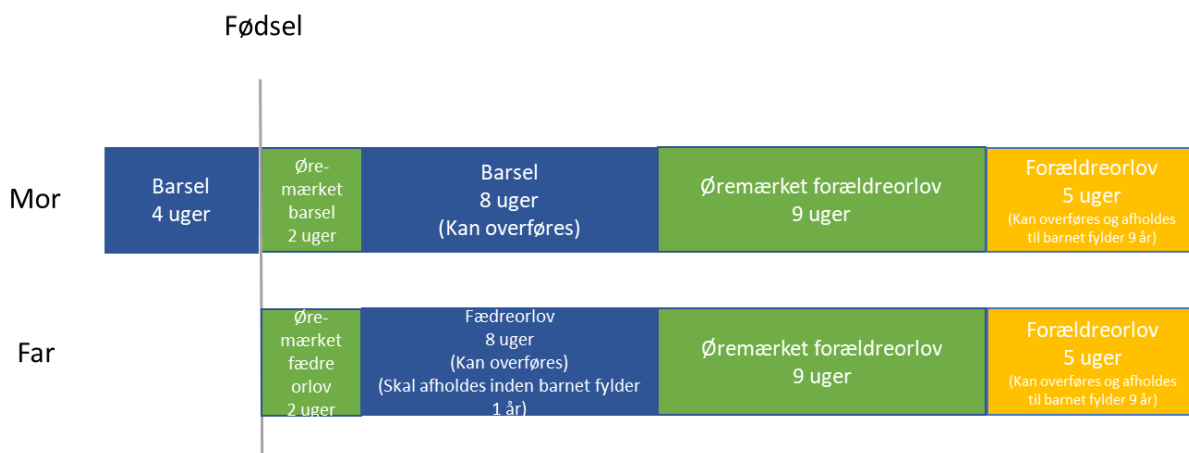 Fødsel
Mor
Barsel
4 uger
Øre-
mærket
barsel
2 uger
Barsel
8 uger
(Kan overføres)
Øremærket forældreorlov
9 uger
Forældreorlov
5 uger
(Kan overføres og afholdes
til barnet fylder 9 år)
Far
Øre-
mærket
fædre
orlov
2 uger
Fædreorlov
8 uger
(Kan overføres)
(Skal afholdes inden barnet fylder
1 år)
Øremærket forældreorlov
9 uger
Forældreorlov
5 uger
(Kan overføres og afholdes
til barnet fylder 9 år)